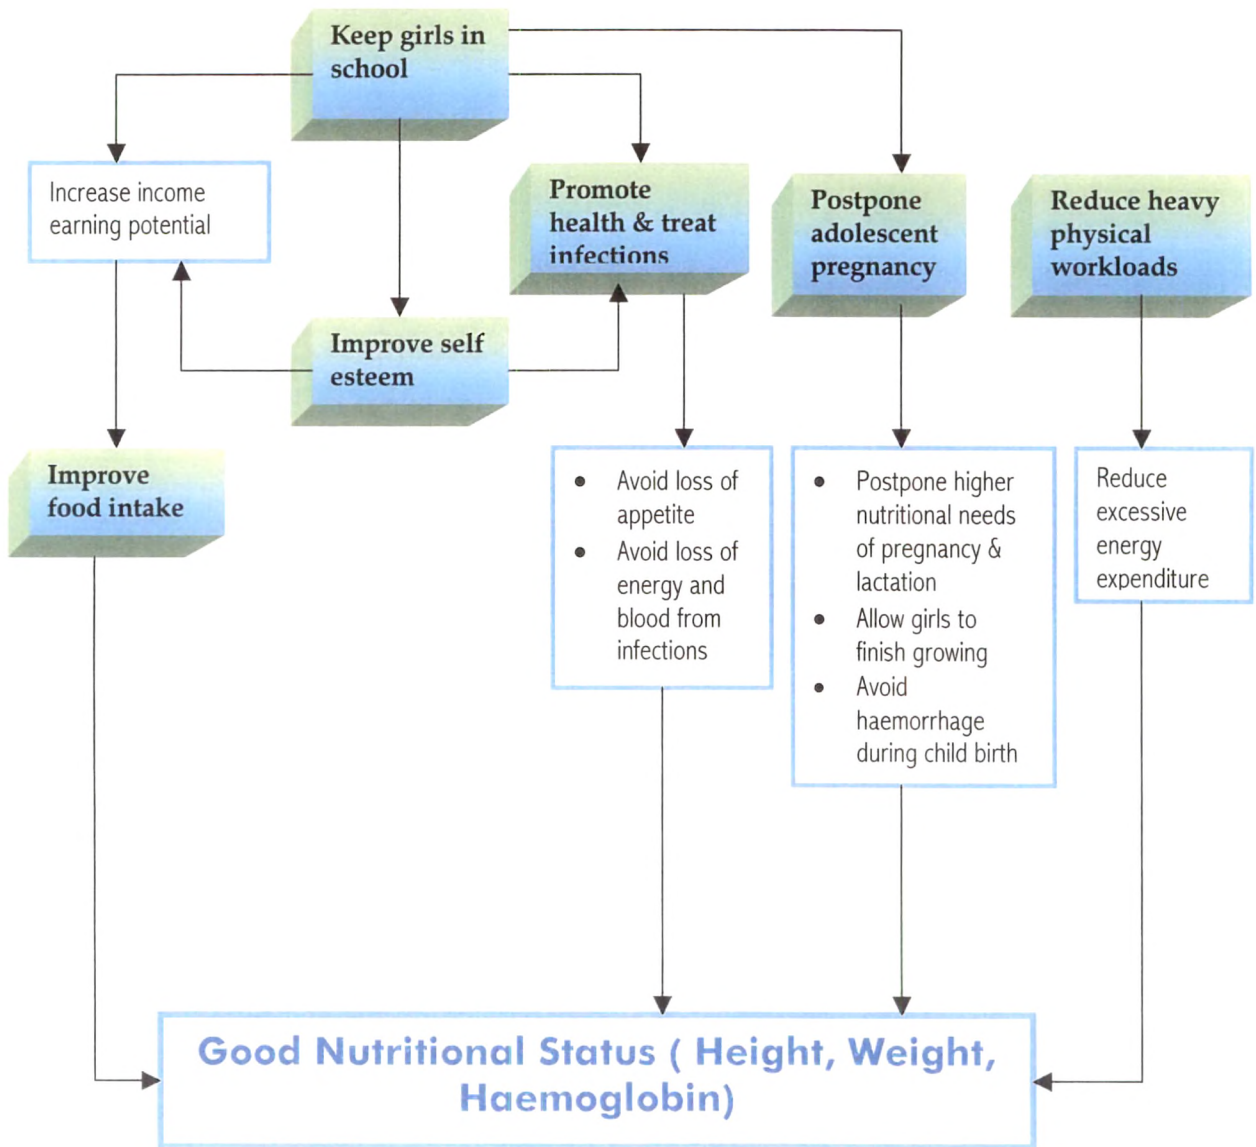 Keep girls in
school
Increase income
earning potential
Promote
health & treat
infections
Postpone
adolescent
pregnancy
Reduce heavy
physical
workloads
Improve self
esteem
Improve
food intake
• Avoid loss of
appetite
• Avoid loss of
energy and
blood from
infections
• Postpone higher
nutritional needs
of pregnancy &
lactation
• Allow girls to
finish growing
• Avoid
haemorrhage
during child birth
Reduce
excessive
energy
expenditure
Good Nutritional Status ( Height, Weight,
Haemoglobin)